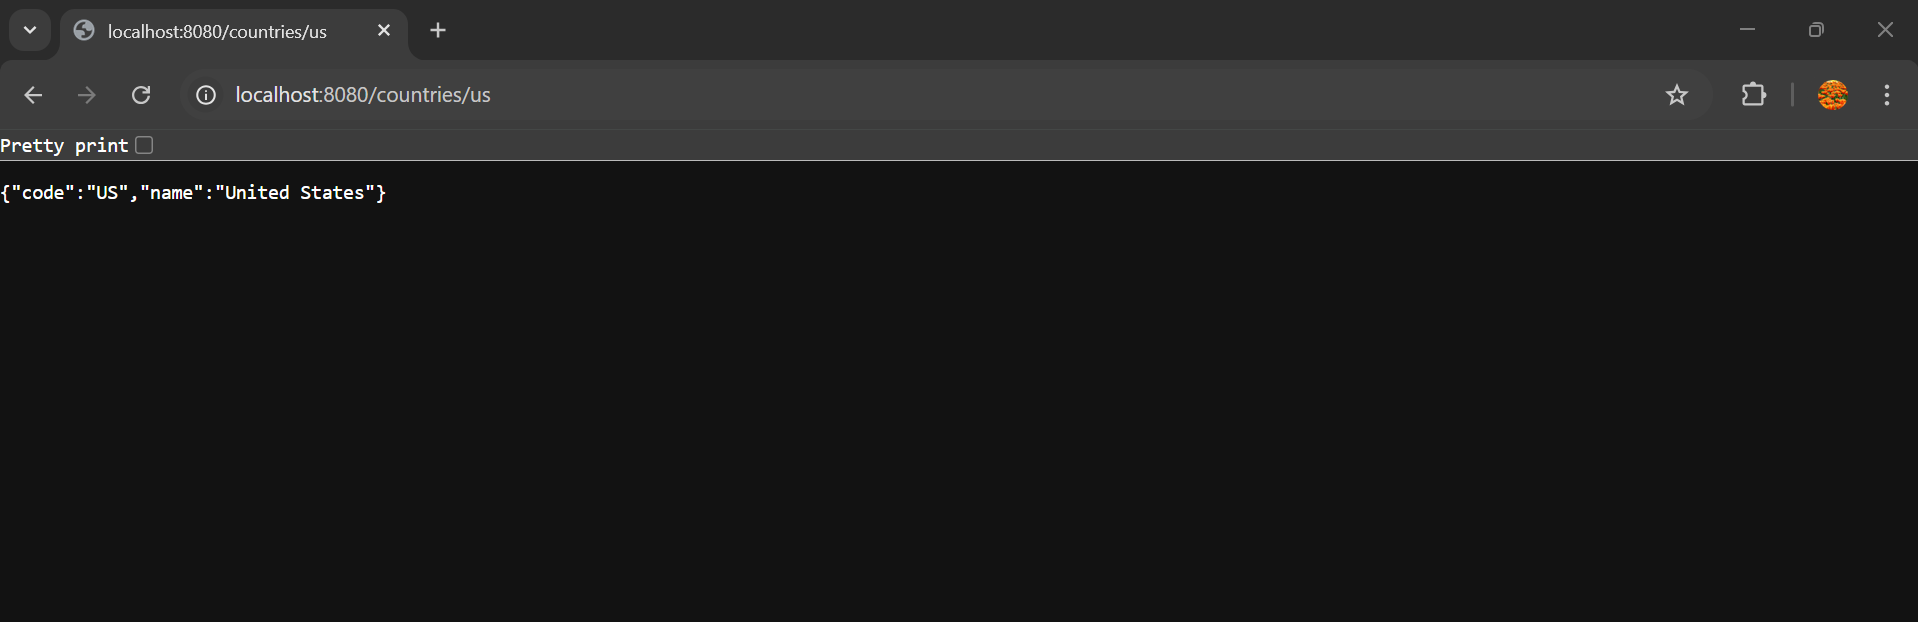 localhost:8080/countries/us
localhost:8080/countries/us
Pretty print
{"code":"US","name":"United States"}